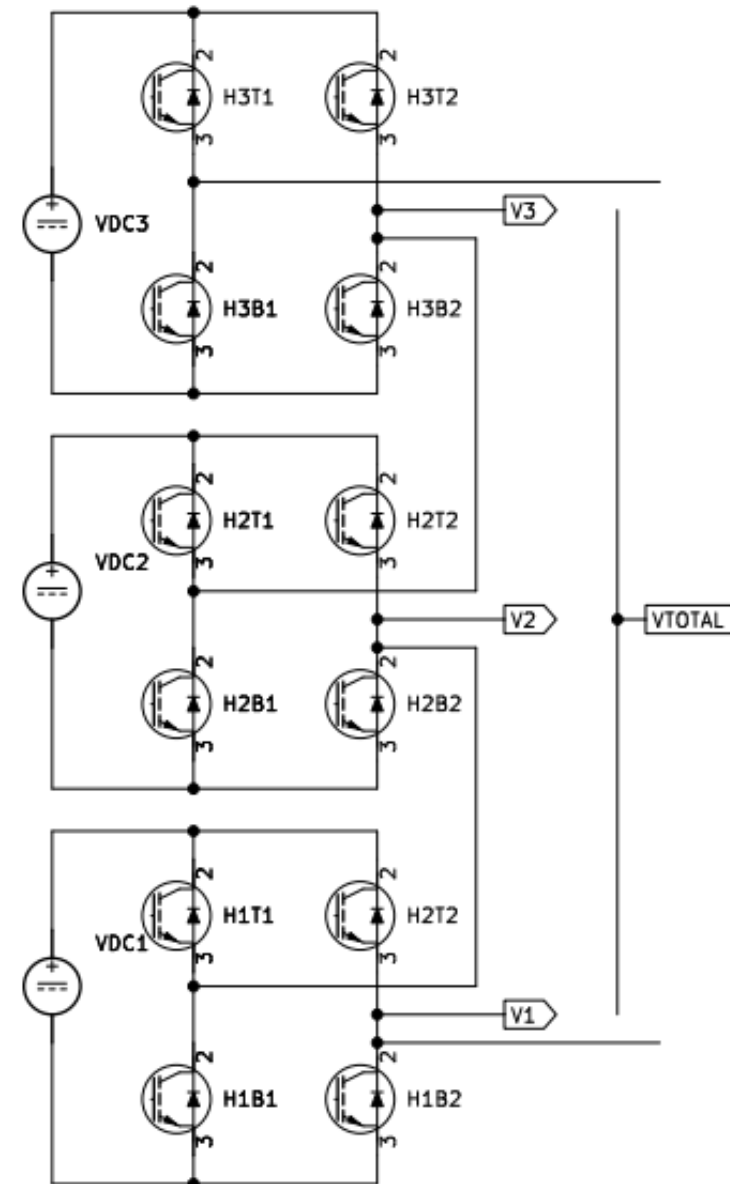 2 2
H3T1 H3T2
3 3
+
VDC3 V3
2 2
H3B1 H3B2
3 3
2 2
H2T1 H2T2
3 3
VDC2
+
V2 VTOTAL
2 2
H2B1 H2B2
3 3
2 2
H1T1 H2T2
VDC1
3 3
+
V1
2 2
H1B1 H1B2
3 3